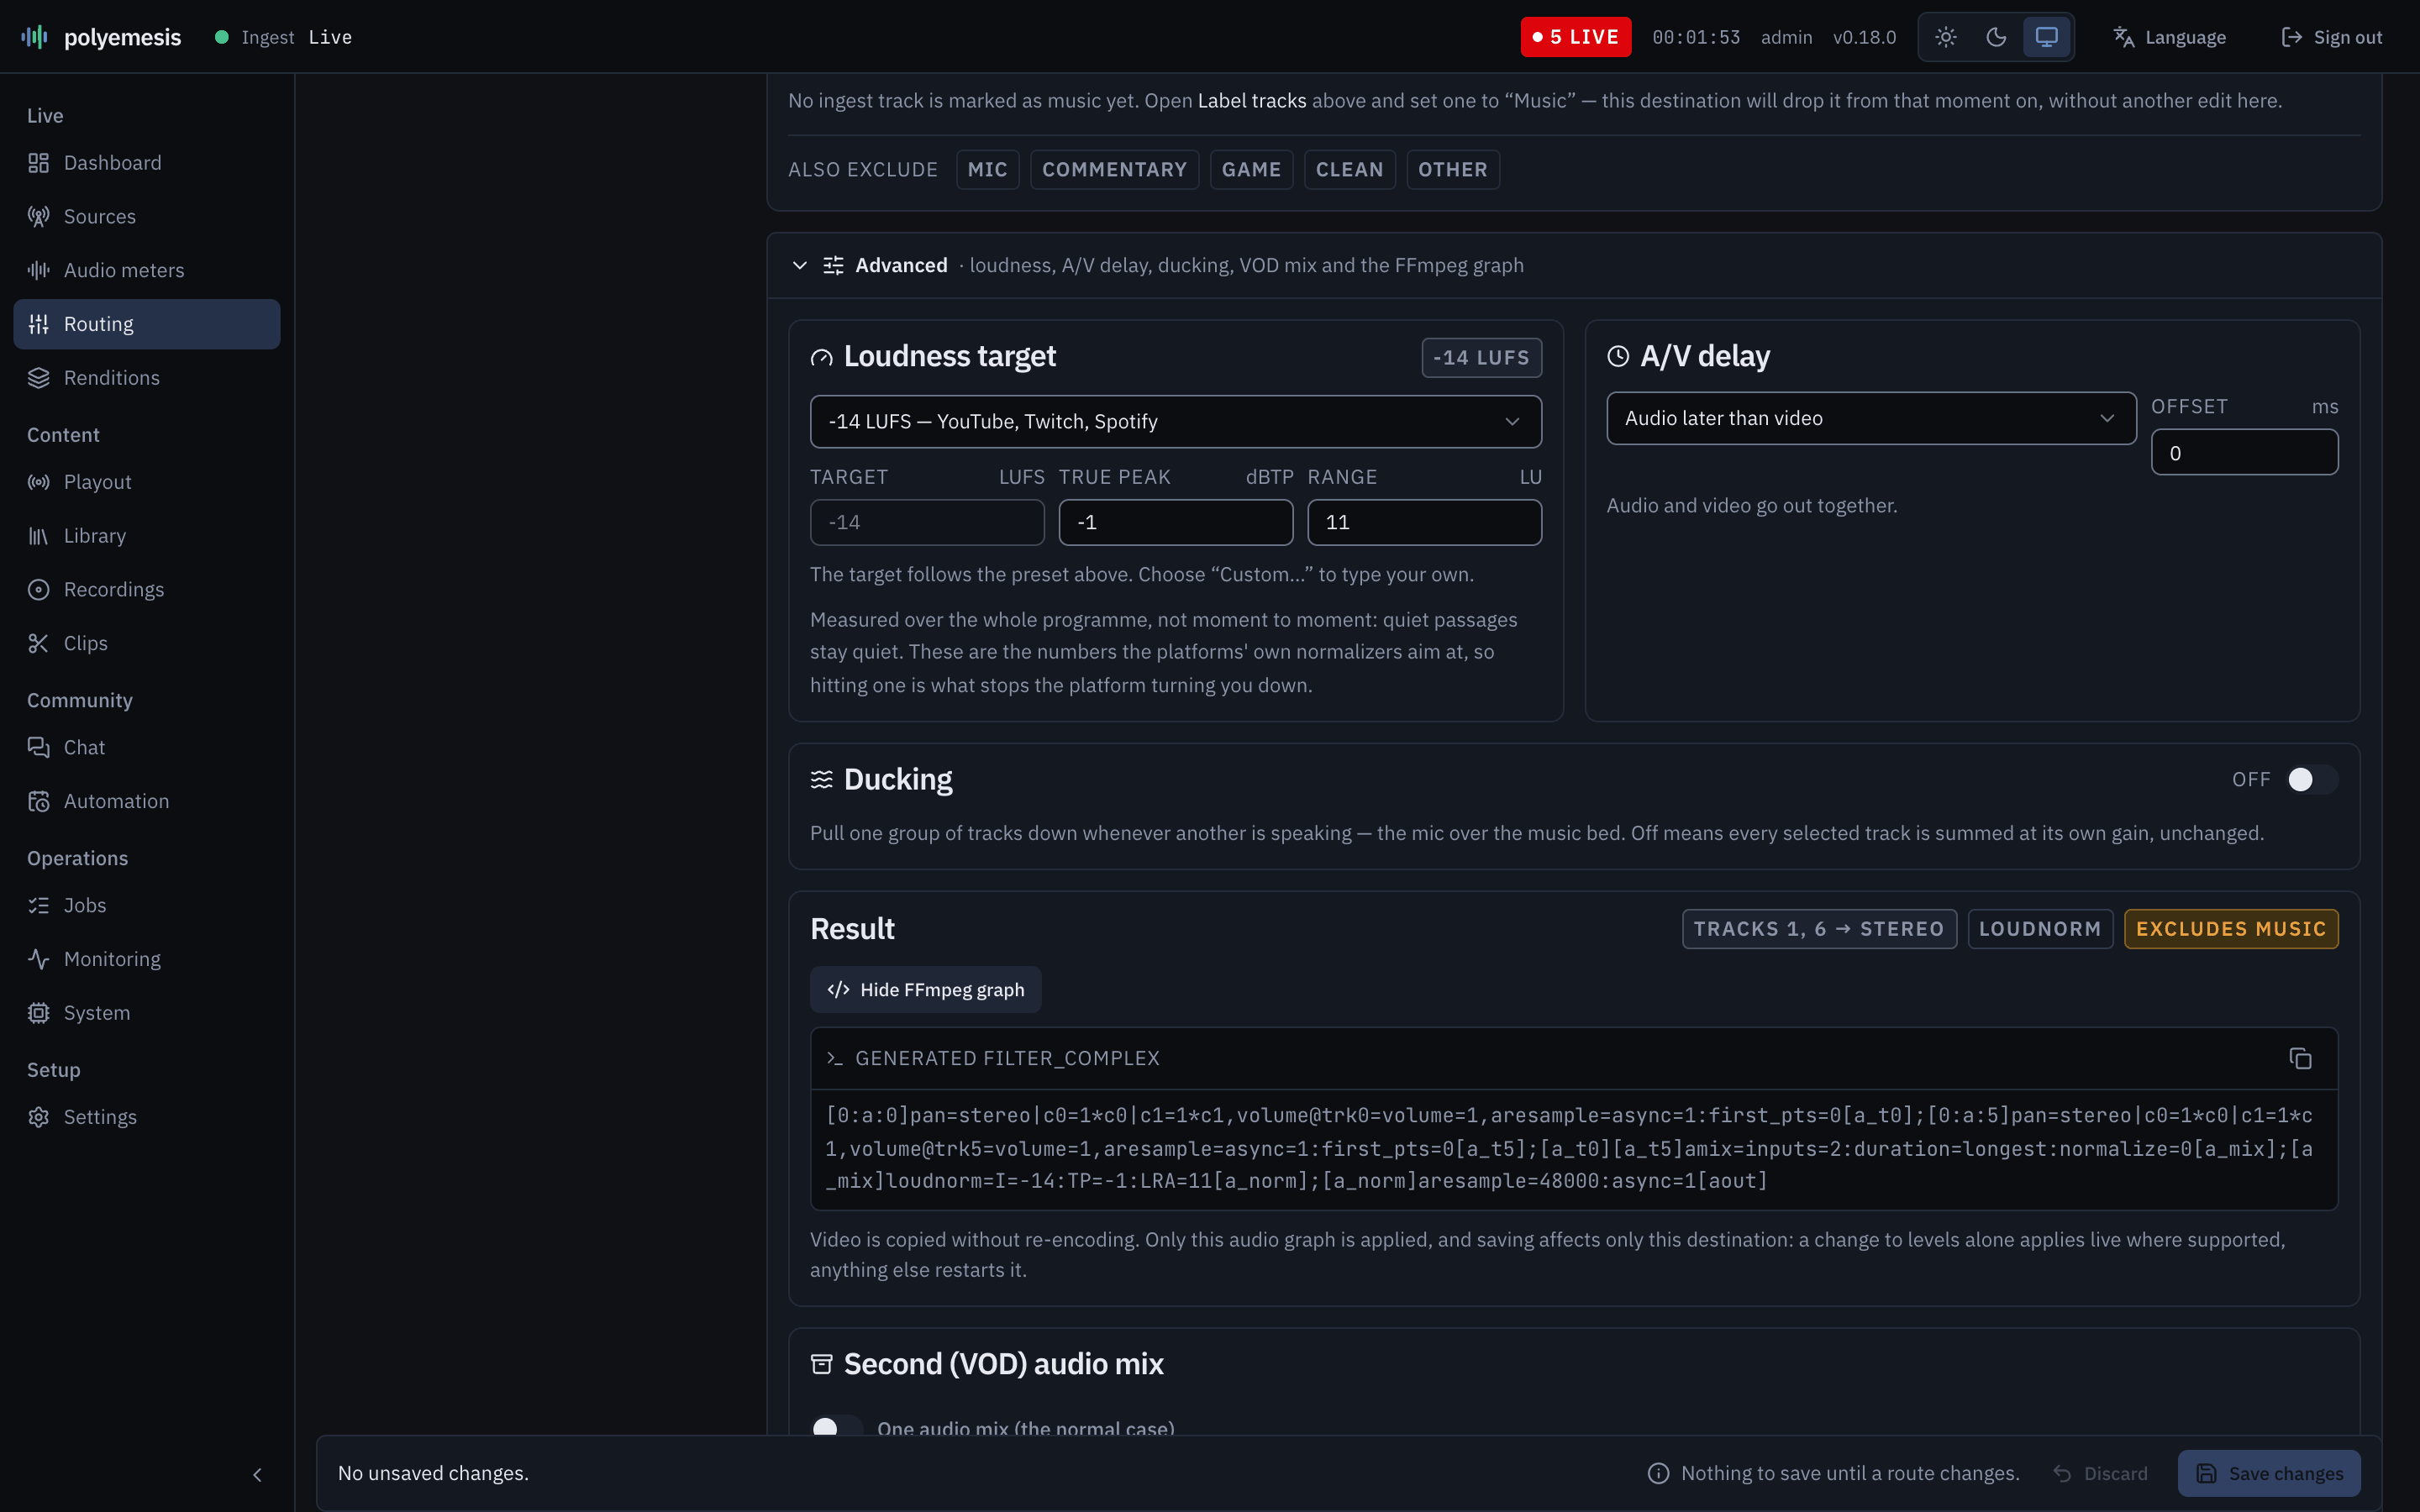 polyemesis
Ingest Live
5 LIVE
00:01:53
admin
v0.18.0
Language
Sign out
Live
Dashboard
Sources
Audio meters
Routing
Renditions
Content
Playout
Library
Recordings
Clips
Community
Chat
Automation
Operations
Jobs
Monitoring
System
Setup
Settings
No ingest track is marked as music yet. Open Label tracks above and set one to “Music” — this destination will drop it from that moment on, without another edit here.
ALSO EXCLUDE MIC COMMENTARY GAME CLEAN OTHER
Advanced · loudness, A/V delay, ducking, VOD mix and the FFmpeg graph
Loudness target
-14 LUFS
-14 LUFS — YouTube, Twitch, Spotify
TARGET LUFS TRUE PEAK dBTP RANGE LU
-14 -1 11
The target follows the preset above. Choose “Custom…” to type your own.
Measured over the whole programme, not moment to moment: quiet passages
stay quiet. These are the numbers the platforms' own normalizers aim at, so
hitting one is what stops the platform turning you down.
A/V delay
Audio later than video
OFFSET ms
0
Audio and video go out together.
Ducking
OFF
Pull one group of tracks down whenever another is speaking — the mic over the music bed. Off means every selected track is summed at its own gain, unchanged.
Result
TRACKS 1, 6 → STEREO LOUDNORM EXCLUDES MUSIC
Hide FFmpeg graph
GENERATED FILTER_COMPLEX
[0:a:0]pan=stereo|c0=1*c0|c1=1*c1,volume@trk0=volume=1,aresample=async=1:first_pts=0[a_t0];[0:a:5]pan=stereo|c0=1*c0|c1=1*c
1,volume@trk5=volume=1,aresample=async=1:first_pts=0[a_t5];[a_t0][a_t5]amix=inputs=2:duration=longest:normalize=0[a_mix];[a
_mix]loudnorm=I=-14:TP=-1:LRA=11[a_norm];[a_norm]aresample=48000:async=1[aout]
Video is copied without re-encoding. Only this audio graph is applied, and saving affects only this destination: a change to levels alone applies live where supported,
anything else restarts it.
Second (VOD) audio mix
One audio mix (the normal case)
No unsaved changes.
Nothing to save until a route changes.
Discard
Save changes